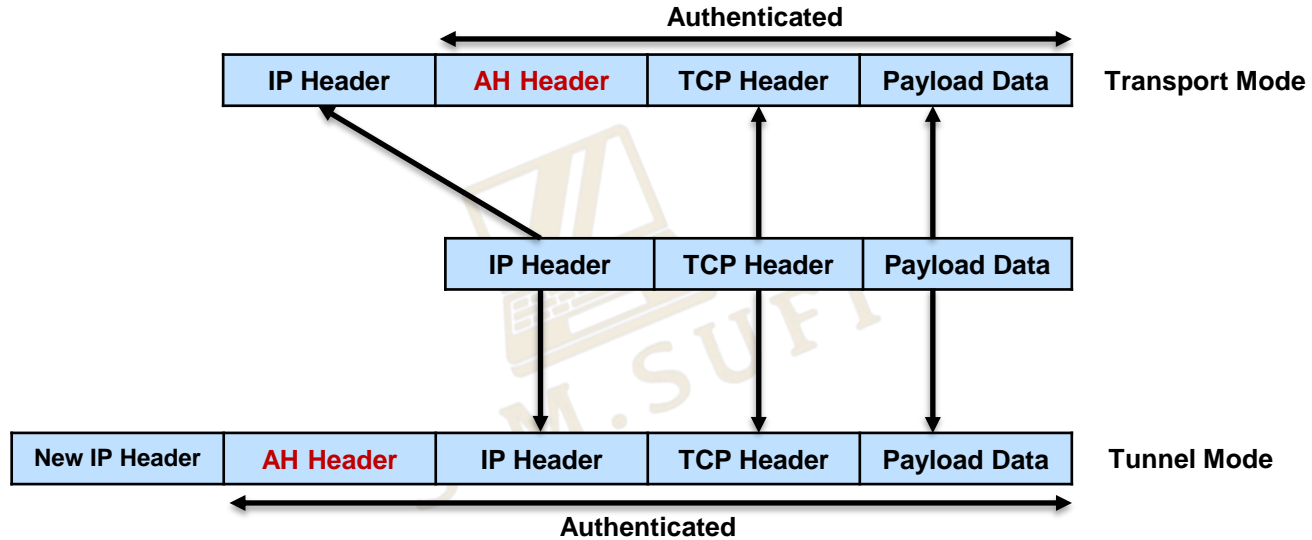 Authenticated
IP Header AH Header TCP Header Payload Data Transport Mode
IP Header TCP Header Payload Data
M.SUFI
New IP Header AH Header IP Header TCP Header Payload Data Tunnel Mode
Authenticated